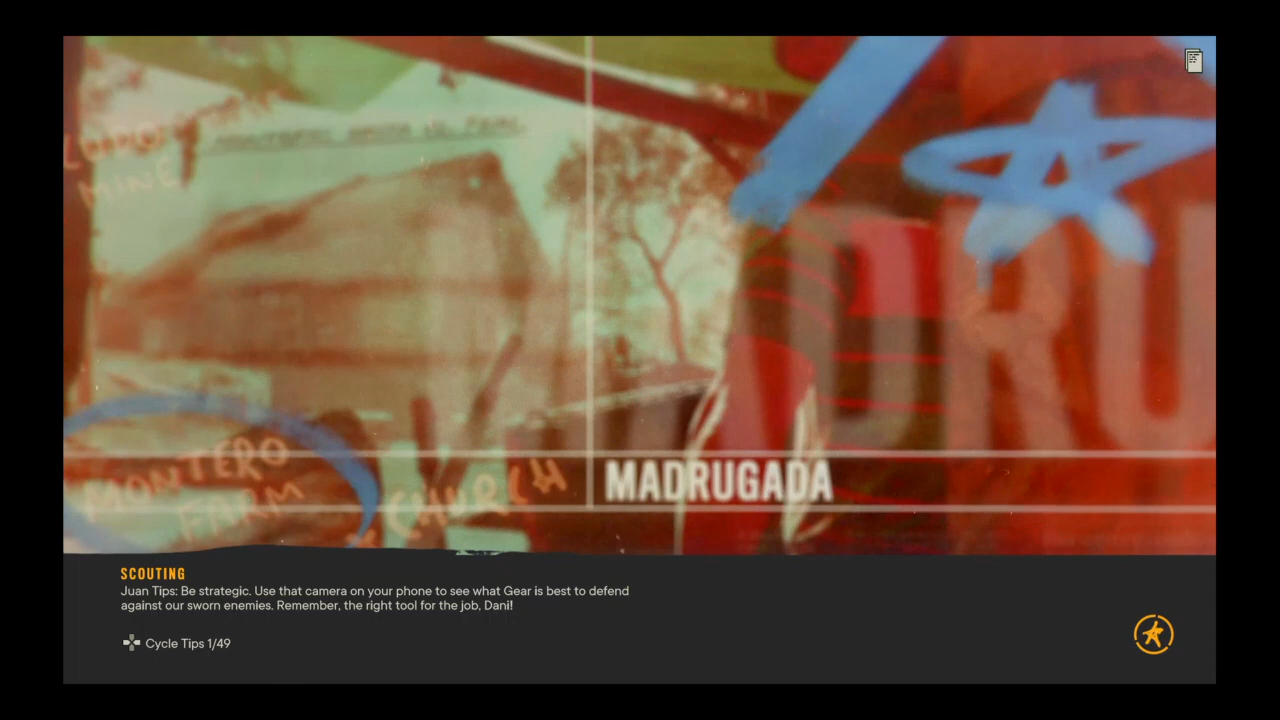 MINE
MONTERO
FARM
CHURCH
MADRUGADA
SCOUTING
Juan Tips: Be strategic. Use that camera on your phone to see what Gear is best to defend
against our sworn enemies. Remember, the right tool for the job, Dani!
Cycle Tips 1/49